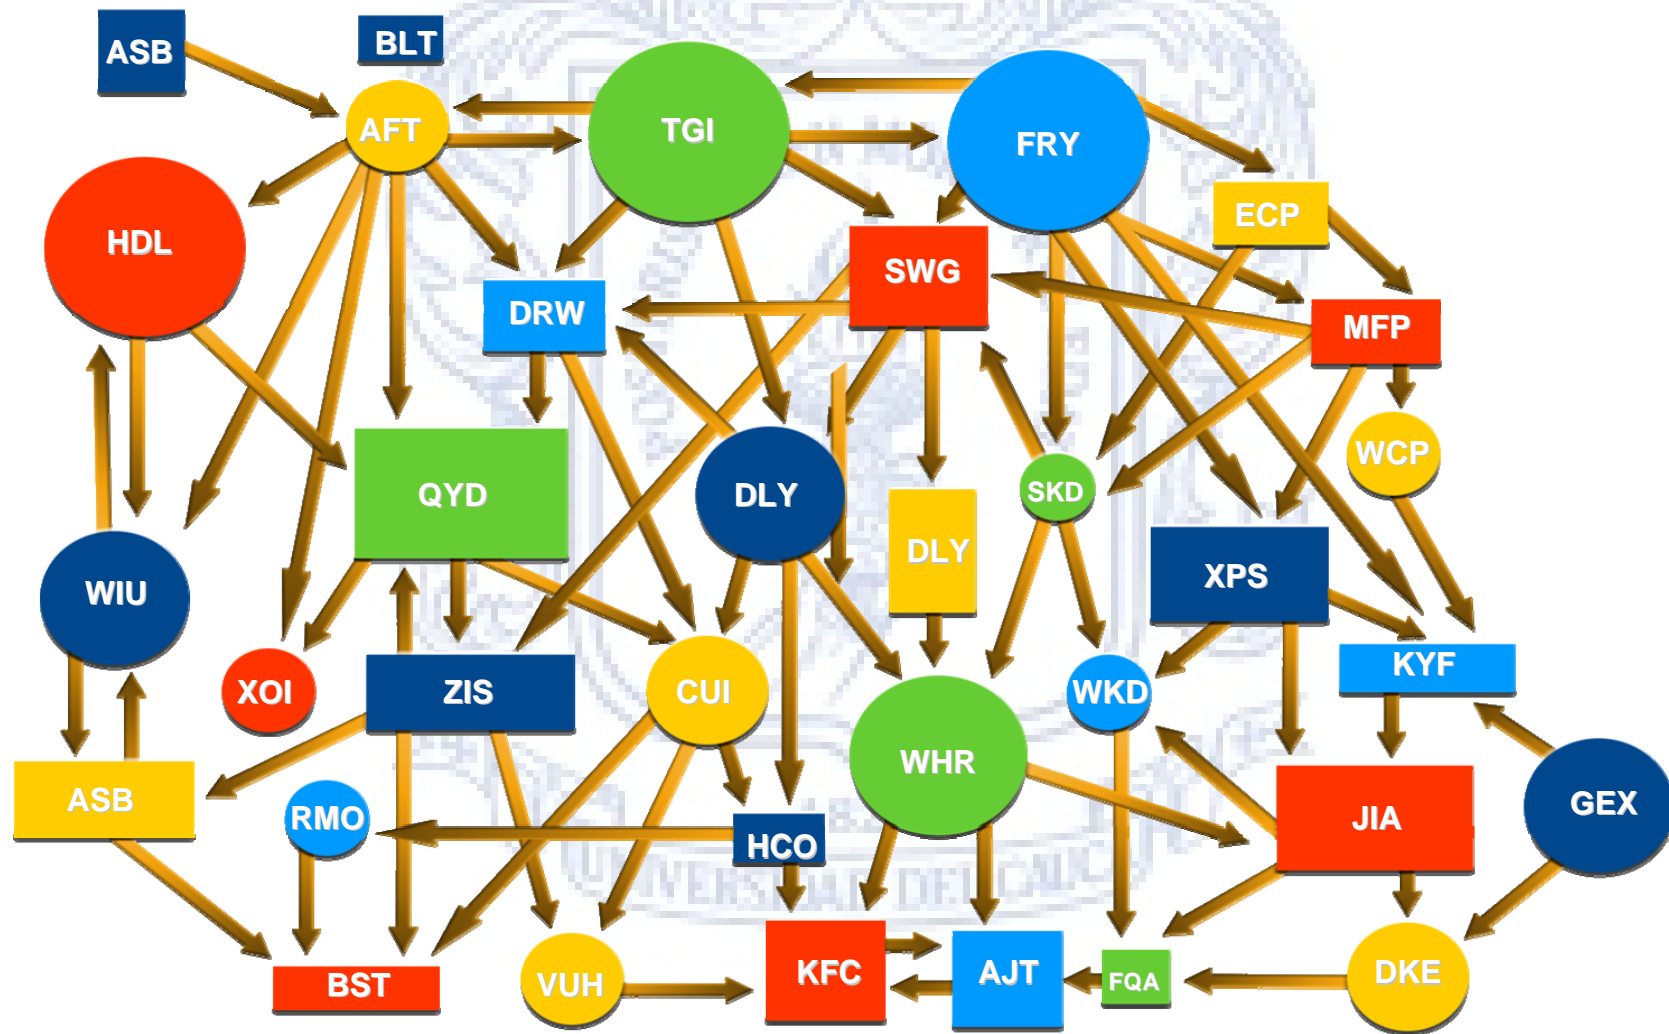 ASB
BLT
AFT
TGI
FRY
ECP
HDL
SWG
DRW
MFP
WCP
QYD
DLY
SKD
DLY
XPS
WIU
KYF
XOI
ZIS
CUI
WKD
WHR
ASB
RMO
HCO
JIA
GEX
BST
VUH
KFC
AJT
FQA
DKE